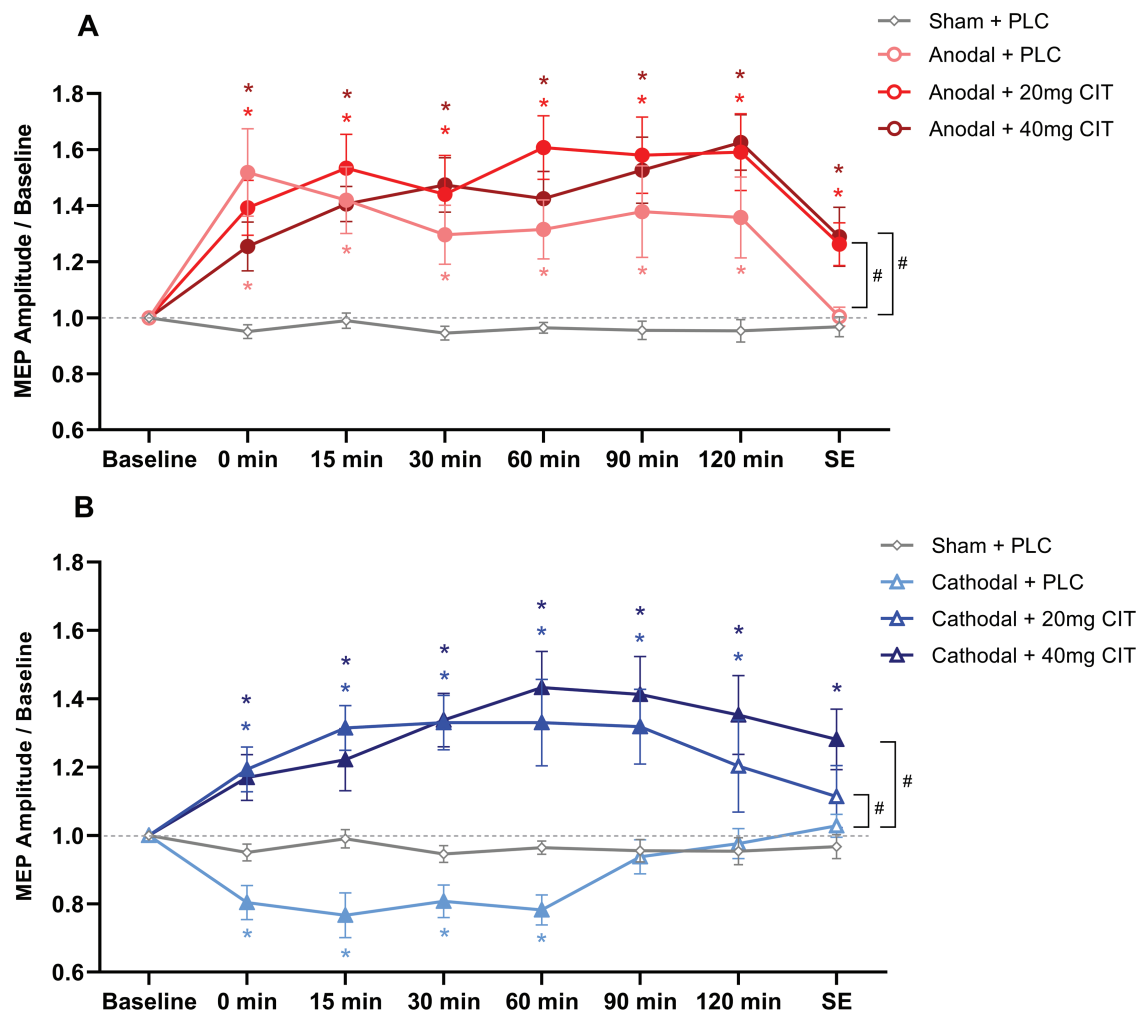 A
Sham + PLC
Anodal + PLC
Anodal + 20mg CIT
Anodal + 40mg CIT
MEP Amplitude / Baseline
1.8
1.6
1.4
1.2
1.0
0.8
0.6
* * * * * * *
* * * * * * *
* * * * * *
# #
Baseline 0 min 15 min 30 min 60 min 90 min 120 min SE
B
Sham + PLC
Cathodal + PLC
Cathodal + 20mg CIT
Cathodal + 40mg CIT
MEP Amplitude / Baseline
1.8
1.6
1.4
1.2
1.0
0.8
0.6
* * * * * * *
* * * * * *
#
#
* * * *
Baseline 0 min 15 min 30 min 60 min 90 min 120 min SE